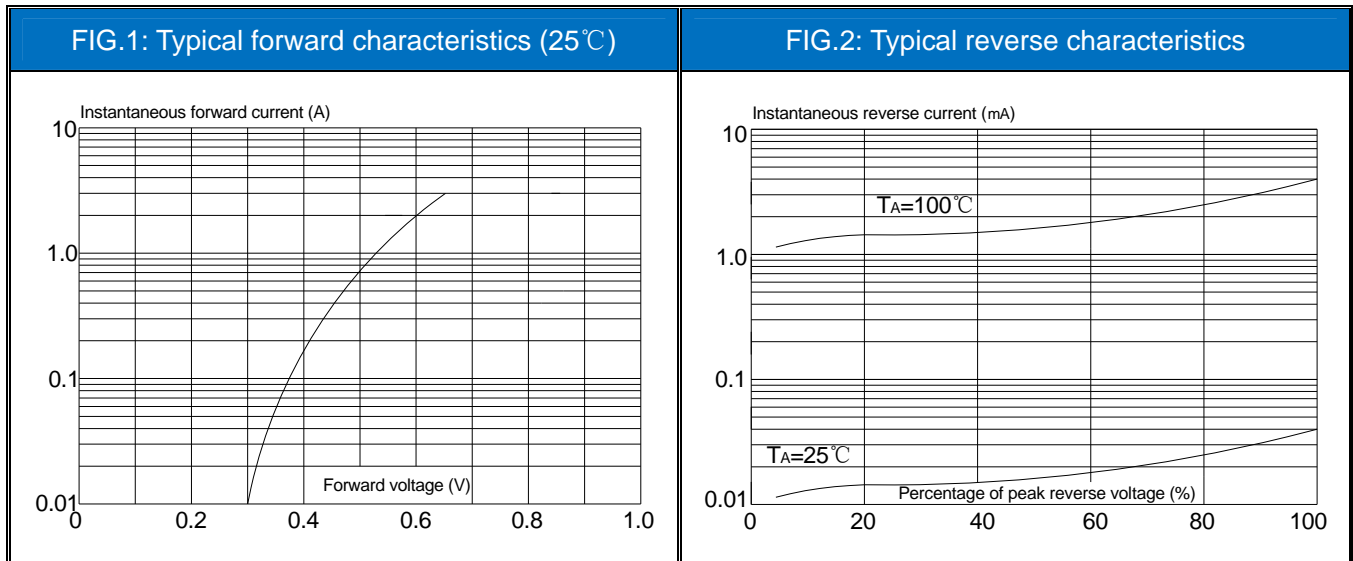 FIG.1: Typical forward characteristics (25℃)
Instantaneous forward current (A)
10
1.0
0.1
0.01
Forward voltage (V)
0 0.2 0.4 0.6 0.8 1.0
FIG.2: Typical reverse characteristics
Instantaneous reverse current (mA)
10
TA=100℃
1.0
0.1
TA=25℃
0.01
Percentage of peak reverse voltage (%)
0 20 40 60 80 100